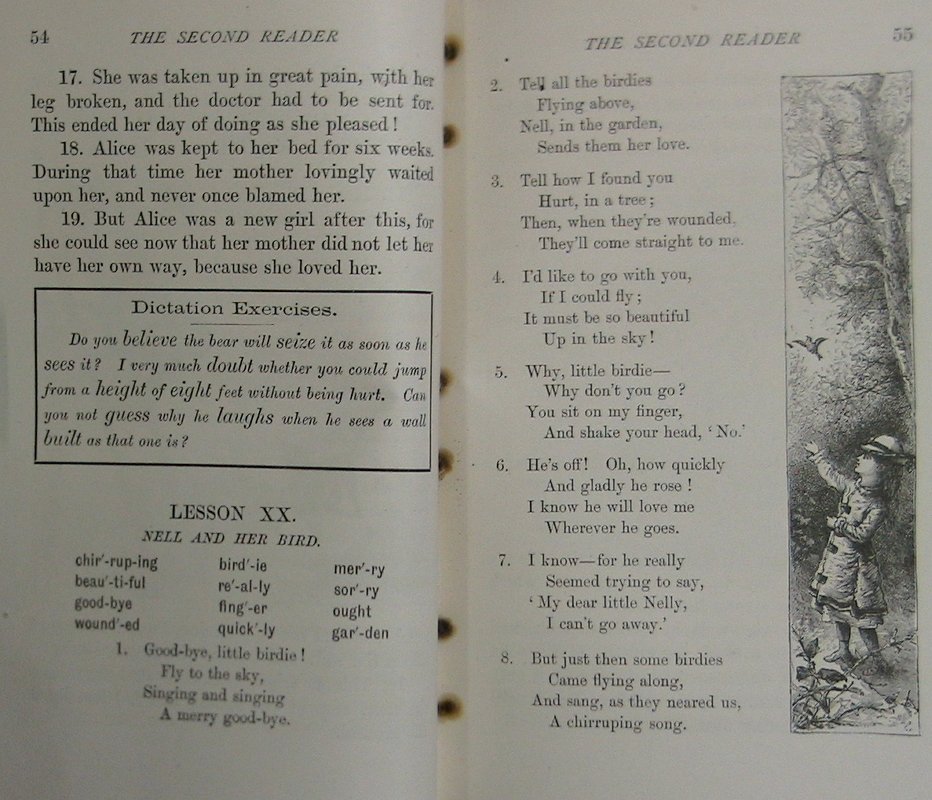 54 THE SECOND READER
17. She was taken up in great pain, with her
leg broken, and the doctor had to be sent for.
This ended her day of doing as she pleased!
18. Alice was kept to her bed for six weeks.
During that time her mother lovingly waited
upon her, and never once blamed her.
19. But Alice was a new girl after this, for
she could see now that her mother did not let her
have her own way, because she loved her.
Dictation Exercises.
Do you believe the bear will seize it as soon as he
sees it? I very much doubt whether you could jump
from a height of eight feet without being hurt. Can
you not guess why he laughs when he sees a wall
built as that one is?
LESSON XX.
NELL AND HER BIRD.
chir'-rup-ing bird'-ie mer'-ry
beau'-ti-ful re'-al-ly sor'-ry
good-bye fing'-er ought
wound'-ed quick'-ly gar'-den
1. Good-bye, little birdie!
Fly to the sky,
Singing and singing
A merry good-bye.
THE SECOND READER 55
2. Tell all the birdies
Flying above,
Nell, in the garden,
Sends them her love.
3. Tell how I found you
Hurt, in a tree;
Then, when they're wounded,
They'll come straight to me.
4. I'd like to go with you,
If I could fly;
It must be so beautiful
Up in the sky!
5. Why, little birdie—
Why don't you go?
You sit on my finger,
And shake your head, 'No.'
6. He's off! Oh, how quickly
And gladly he rose!
I know he will love me
Wherever he goes.
7. I know—for he really
Seemed trying to say,
'My dear little Nelly,
I can't go away.'
8. But just then some birdies
Came flying along,
And sang, as they neared us,
A chirruping song.